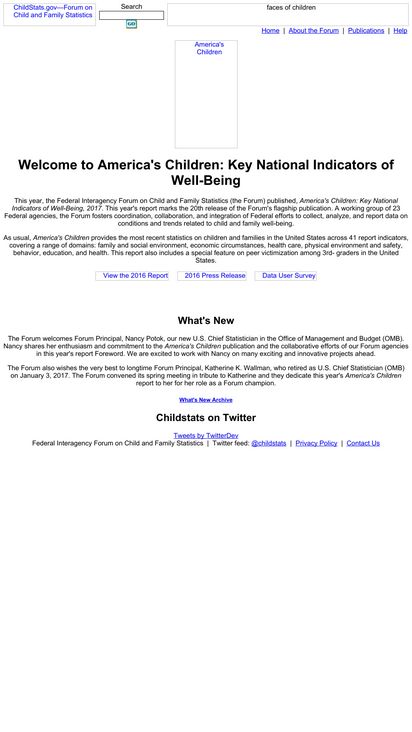 ChildStats.gov—Forum on
Child and Family Statistics
Search
GO
faces of children
Home | About the Forum | Publications | Help
America's
Children
Welcome to America's Children: Key National Indicators of
Well-Being
This year, the Federal Interagency Forum on Child and Family Statistics (the Forum) published, America's Children: Key National
Indicators of Well-Being, 2017. This year's report marks the 20th release of the Forum's flagship publication. A working group of 23
Federal agencies, the Forum fosters coordination, collaboration, and integration of Federal efforts to collect, analyze, and report data on
conditions and trends related to child and family well-being.
As usual, America's Children provides the most recent statistics on children and families in the United States across 41 report indicators,
covering a range of domains: family and social environment, economic circumstances, health care, physical environment and safety,
behavior, education, and health. This report also includes a special feature on peer victimization among 3rd- graders in the United
States.
View the 2016 Report
2016 Press Release
Data User Survey
What's New
The Forum welcomes Forum Principal, Nancy Potok, our new U.S. Chief Statistician in the Office of Management and Budget (OMB).
Nancy shares her enthusiasm and commitment to the America's Children publication and the collaborative efforts of our Forum agencies
in this year's report Foreword. We are excited to work with Nancy on many exciting and innovative projects ahead.
The Forum also wishes the very best to longtime Forum Principal, Katherine K. Wallman, who retired as U.S. Chief Statistician (OMB)
on January 3, 2017. The Forum convened its spring meeting in tribute to Katherine and they dedicate this year's America's Children
report to her for her role as a Forum champion.
What's New Archive
Childstats on Twitter
Tweets by TwitterDev
Federal Interagency Forum on Child and Family Statistics | Twitter feed: @childstats | Privacy Policy | Contact Us